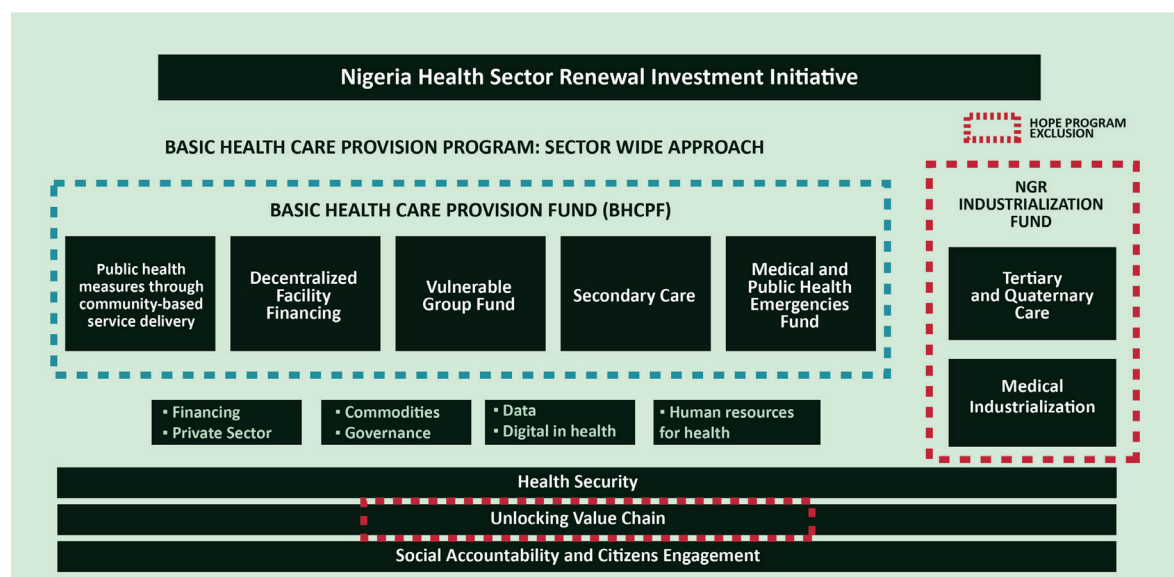 Nigeria Health Sector Renewal Investment Initiative
HOPE PROGRAM
EXCLUSION
BASIC HEALTH CARE PROVISION PROGRAM: SECTOR WIDE APPROACH
BASIC HEALTH CARE PROVISION FUND (BHCPF)
Public health
measures through
community-based
service delivery
Decentralized
Facility
Financing
Vulnerable
Group Fund
Secondary Care
Medical and
Public Health
Emergencies
Fund
NGR
INDUSTRIALIZATION
FUND
Tertiary
and Quaternary
Care
Medical
Industrialization
▪ Financing
▪ Private Sector
▪ Commodities
▪ Governance
▪ Data
▪ Digital in health
▪ Human resources
for health
Health Security
Unlocking Value Chain
Social Accountability and Citizens Engagement